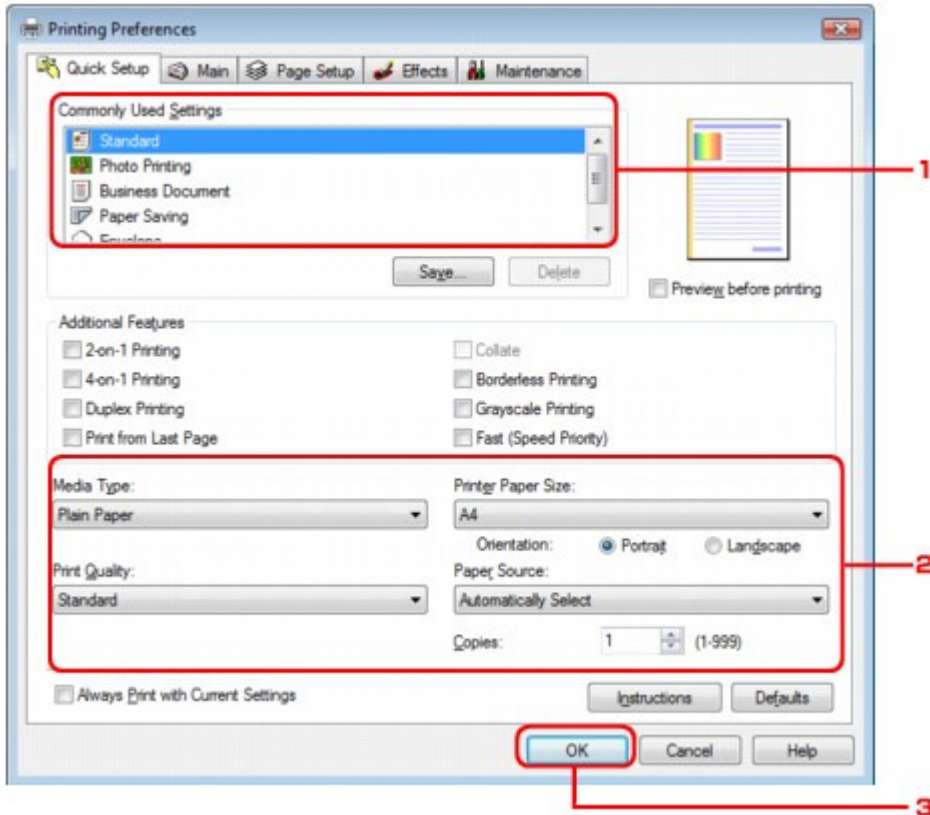 Printing Preferences
Quick Setup Main Page Setup Effects Maintenance
Commonly Used Settings
Standard
Photo Printing
Business Document
Paper Saving
Envelope
1
Save... Delete
Preview before printing
Additional Features
2-on-1 Printing Collate
4-on-1 Printing Borderless Printing
Duplex Printing Grayscale Printing
Print from Last Page Fast (Speed Priority)
Media Type: Printer Paper Size:
Plain Paper A4
Orientation: Portrait Landscape
2
Print Quality: Paper Source:
Standard Automatically Select
Copies: 1 (1-999)
Always Print with Current Settings Instructions Defaults
OK Cancel Help
3